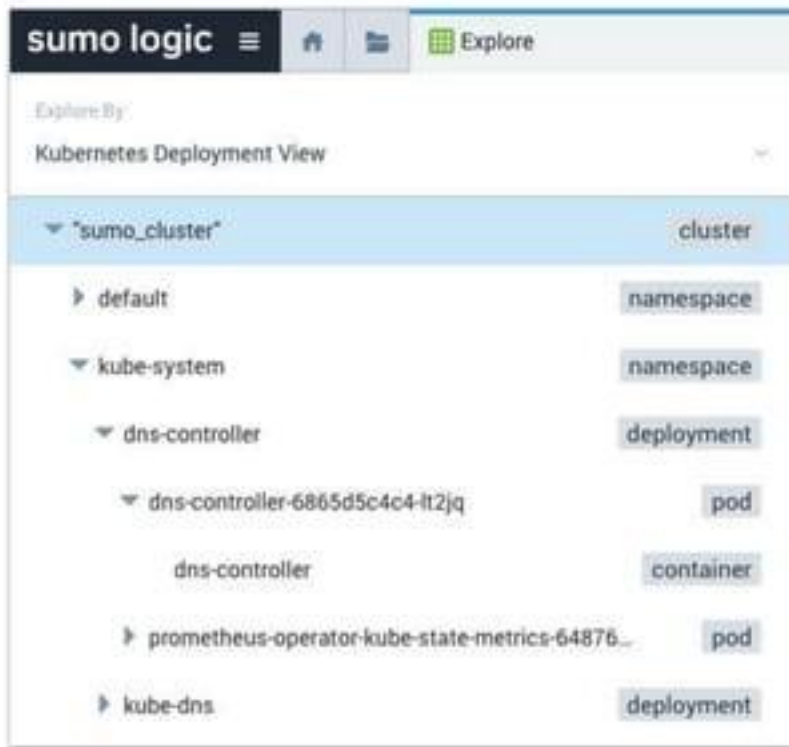 sumo logic Explore
Explore By
Kubernetes Deployment View
"sumo_cluster" cluster
default namespace
kube-system namespace
dns-controller deployment
dns-controller-6865d5c4c4-lt2jq pod
dns-controller container
prometheus-operator-kube-state-metrics-64876... pod
kube-dns deployment